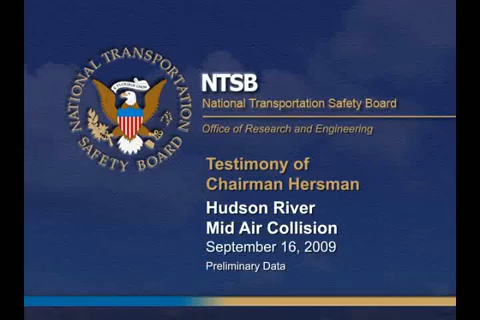 NATIONAL TRANSPORTATION
SAFETY BOARD
NTSB
National Transportation Safety Board
Office of Research and Engineering
Testimony of
Chairman Hersman
Hudson River
Mid Air Collision
September 16, 2009
Preliminary Data